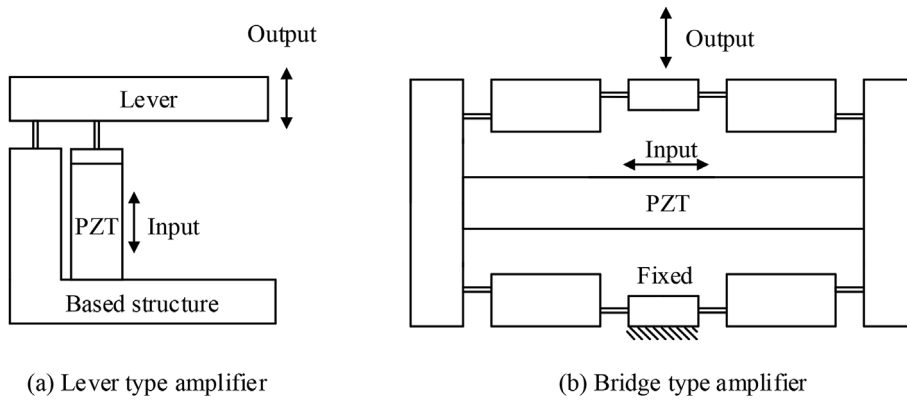 Output
Lever
PZT
Input
Based structure
(a) Lever type amplifier
Output
Input
PZT
Fixed
(b) Bridge type amplifier